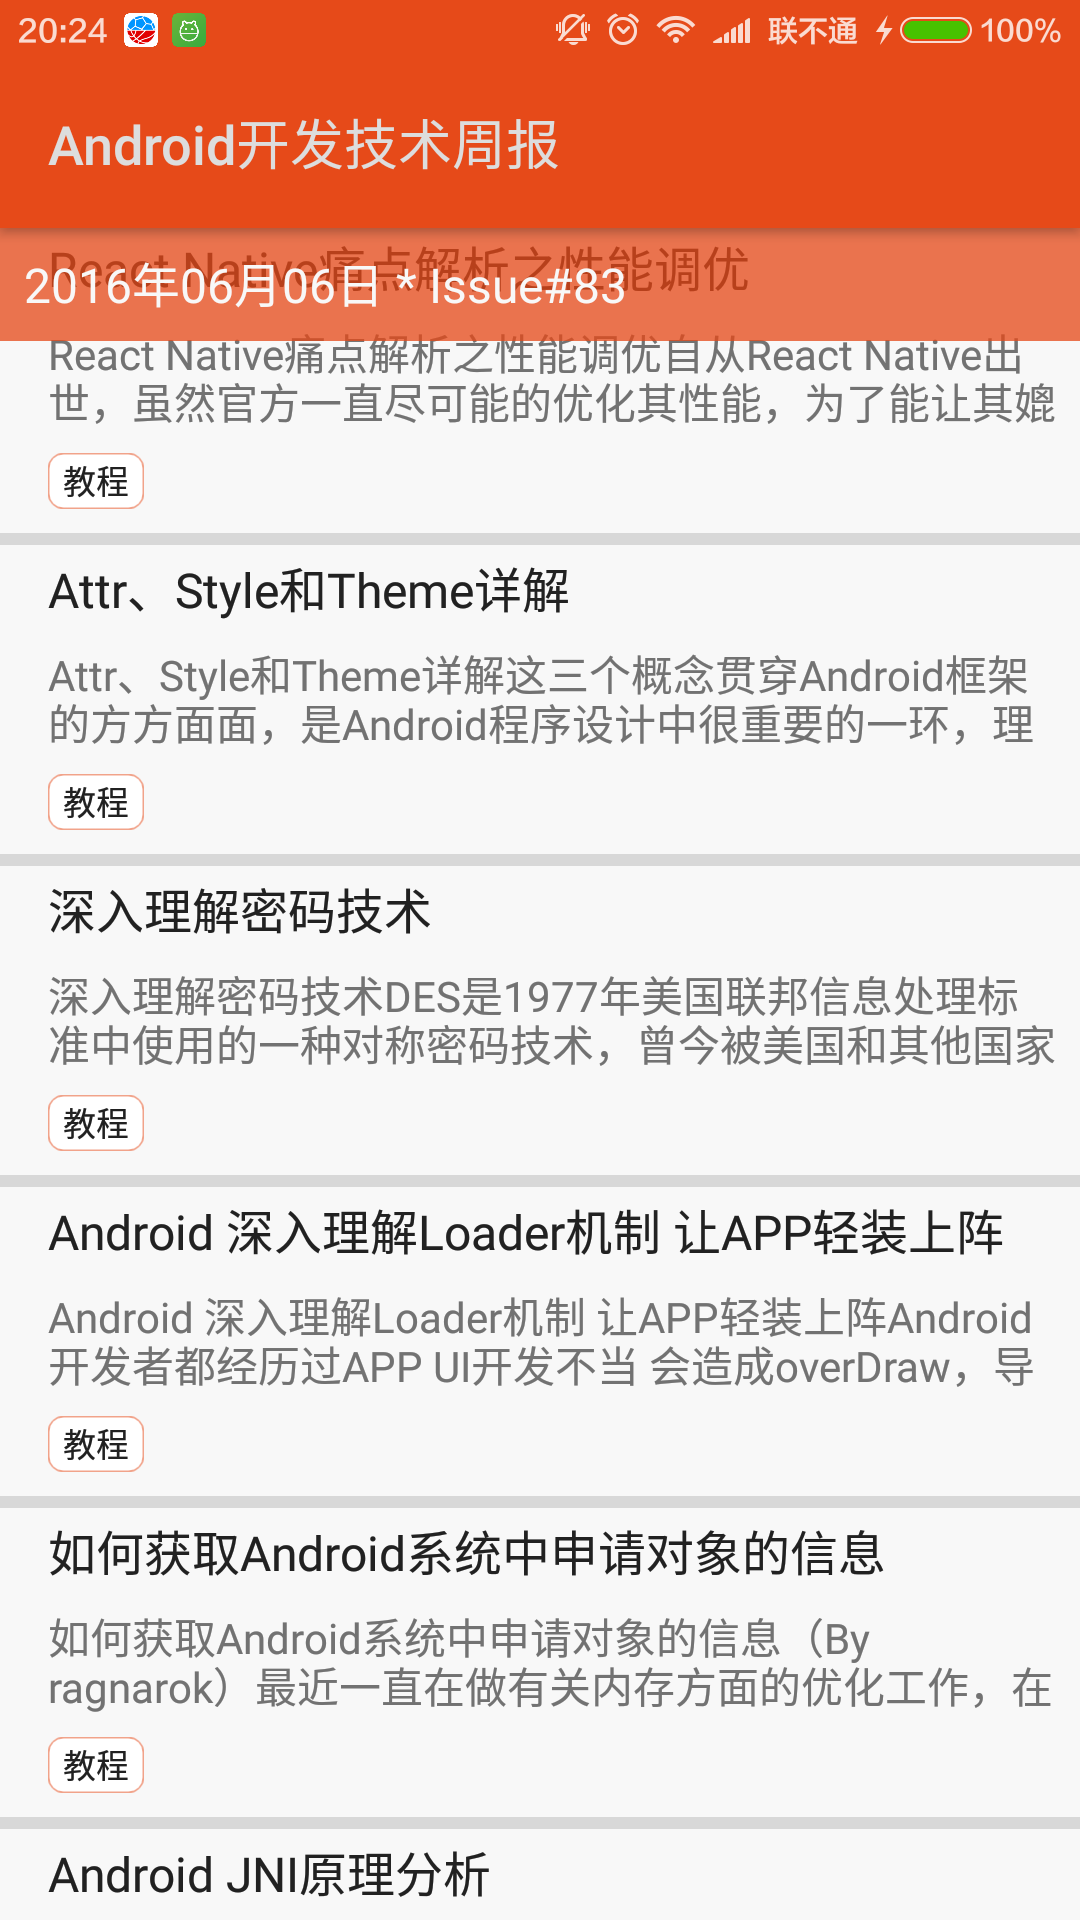 20:24
联不通
100%
Android开发技术周报
React Native痛点解析之性能调优
2016年06月06日 * Issue#83
React Native痛点解析之性能调优自从React Native出
世，虽然官方一直尽可能的优化其性能，为了能让其媲
教程
Attr、Style和Theme详解
Attr、Style和Theme详解这三个概念贯穿Android框架
的方方面面，是Android程序设计中很重要的一环，理
教程
深入理解密码技术
深入理解密码技术DES是1977年美国联邦信息处理标
准中使用的一种对称密码技术，曾今被美国和其他国家
教程
Android 深入理解Loader机制 让APP轻装上阵
Android 深入理解Loader机制 让APP轻装上阵Android
开发者都经历过APP UI开发不当 会造成overDraw，导
教程
如何获取Android系统中申请对象的信息
如何获取Android系统中申请对象的信息（By
ragnarok）最近一直在做有关内存方面的优化工作，在
教程
Android JNI原理分析